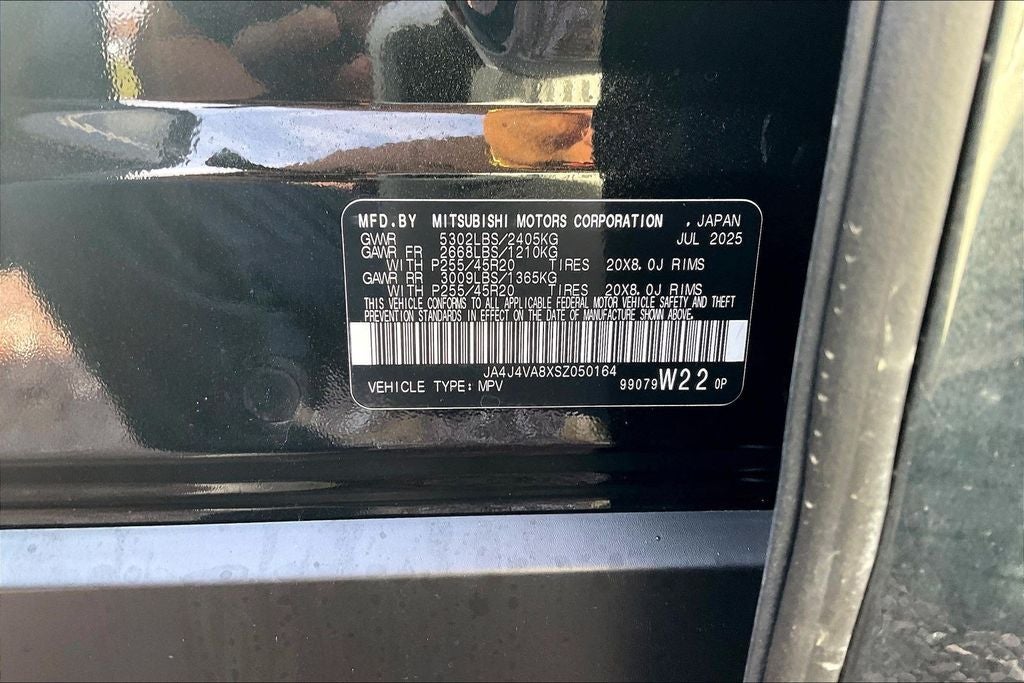 MFD.BY MITSUBISHI MOTORS CORPORATION , JAPAN
GVWR 5302LBS/2405KG JUL 2025
GAWR FR 2668LBS/1210KG
WITH P255/45R20 TIRES 20X8.0J RIMS
GAWR RR 3009LBS/1365KG
WITH P255/45R20 TIRES 20X8.0J RIMS
THIS VEHICLE CONFORMS TO ALL APPLICABLE FEDERAL MOTOR VEHICLE SAFETY AND THEFT
PREVENTION STANDARDS IN EFFECT ON THE DATE OF MANUFACTURE SHOWN ABOVE.
JA4J4VA8XSZ050164
VEHICLE TYPE: MPV 99079 W22 0P